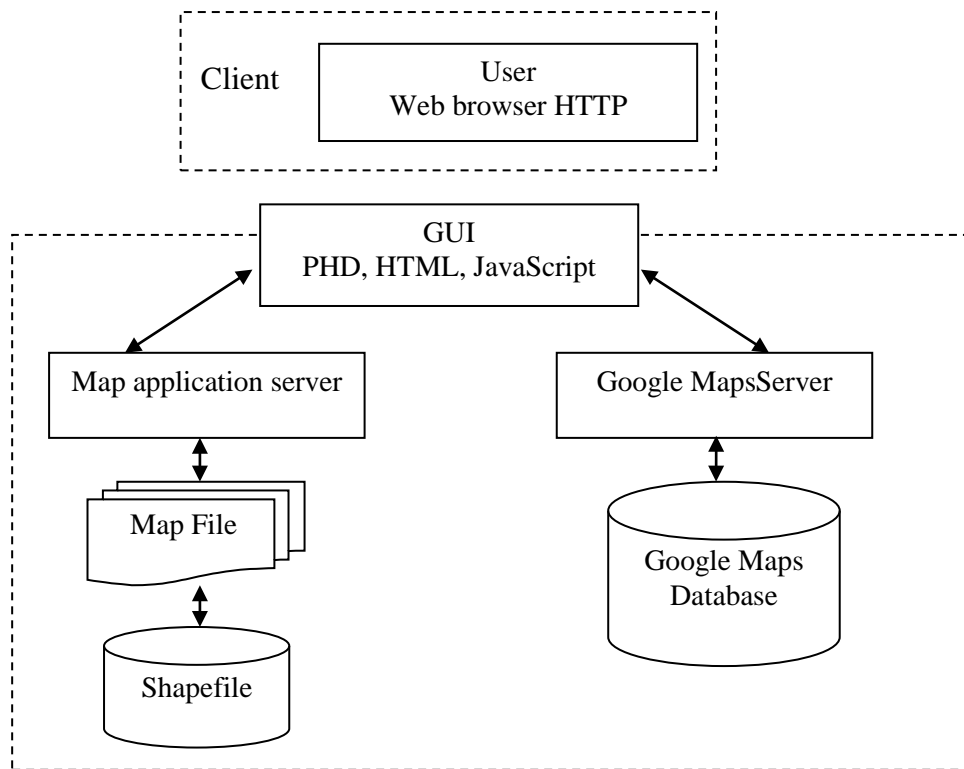 Client
User
Web browser HTTP
GUI
PHD, HTML, JavaScript
Map application server
Google MapsServer
Map File
Google Maps
Database
Shapefile